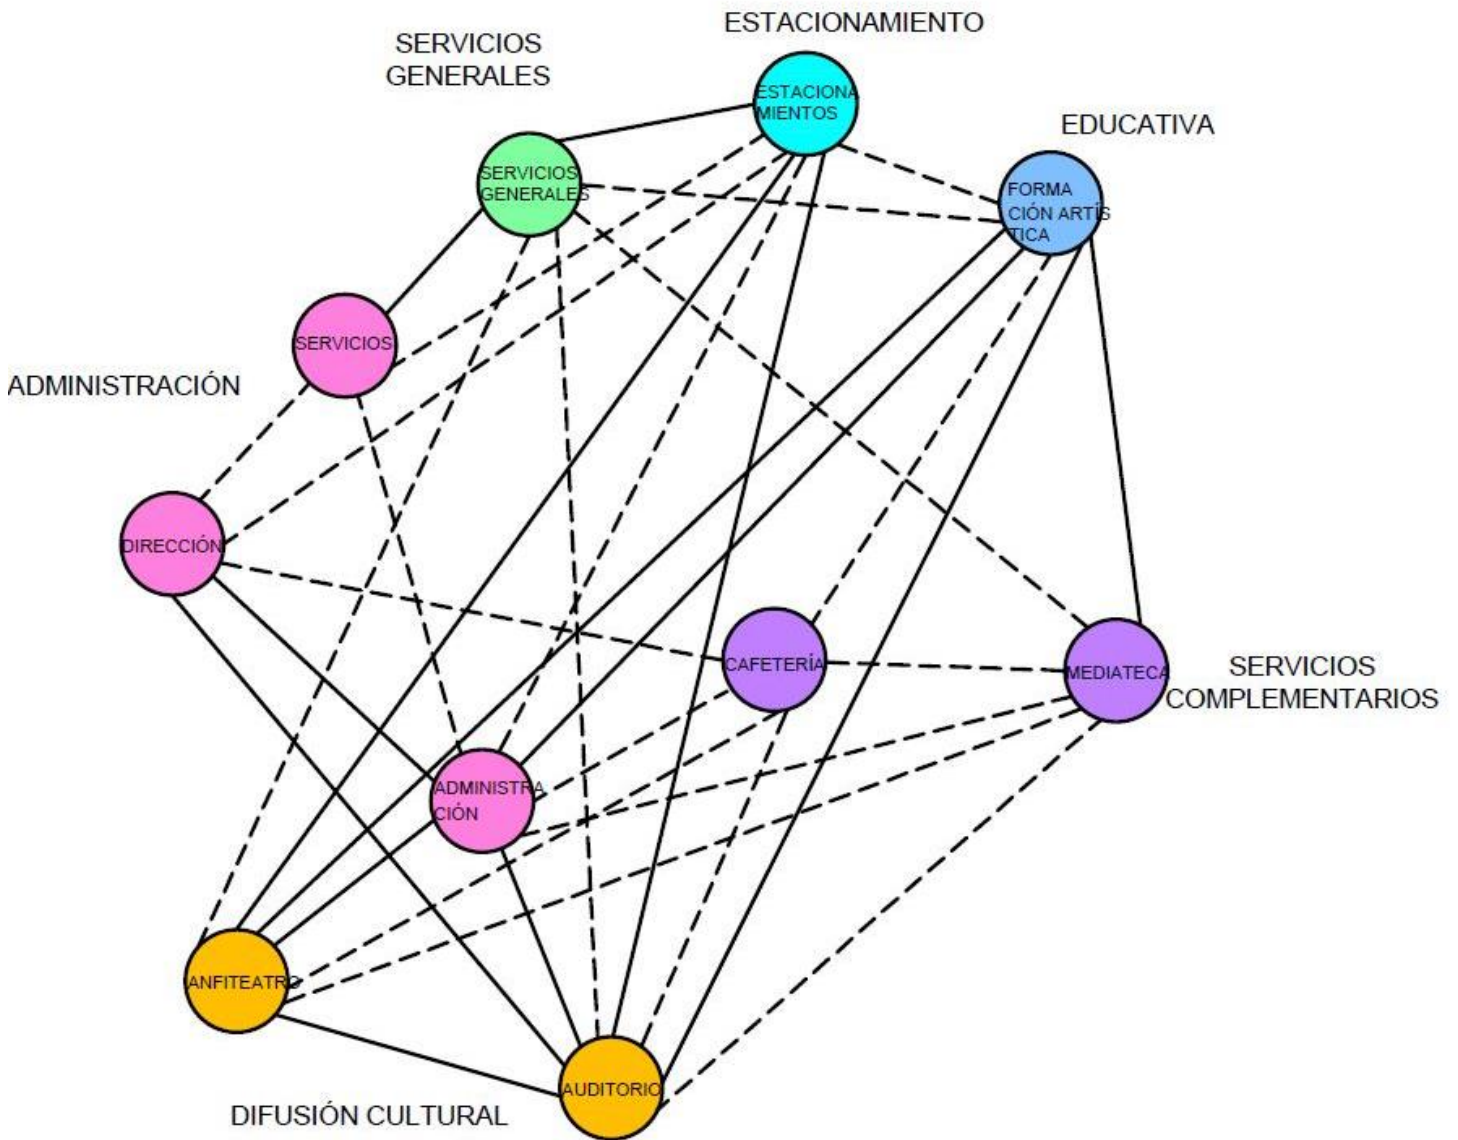 ESTACIONAMIENTO
SERVICIOS
GENERALES
ESTACIONA
MIENTOS
EDUCATIVA
SERVICIOS
GENERALES
FORMA
CIÓN ARTÍS
TICA
SERVICIOS
ADMINISTRACIÓN
DIRECCIÓN
CAFETERÍA
MEDIATECA
SERVICIOS
COMPLEMENTARIOS
ADMINISTRA
CIÓN
ANFITEATRO
AUDITORIO
DIFUSIÓN CULTURAL